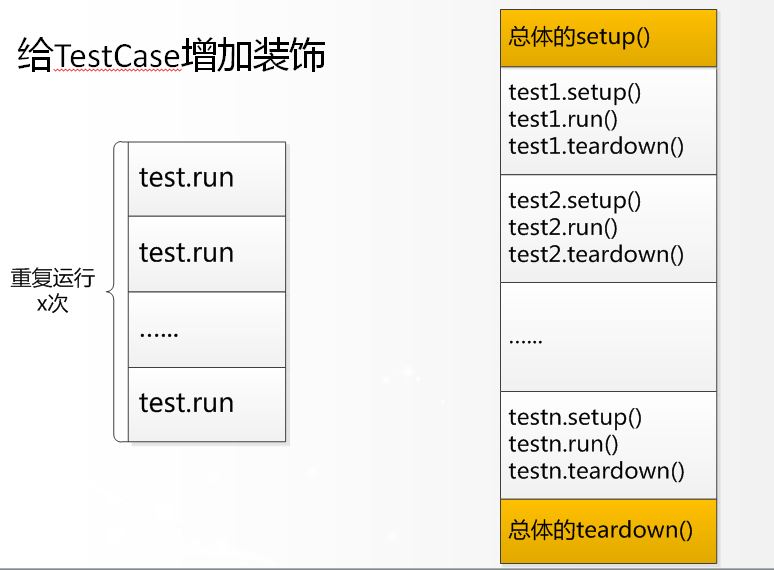 给TestCase增加装饰
重复运行
x次
test.run
test.run
......
test.run
总体的setup()
test1.setup()
test1.run()
test1.teardown()
test2.setup()
test2.run()
test2.teardown()
......
testn.setup()
testn.run()
testn.teardown()
总体的teardown()